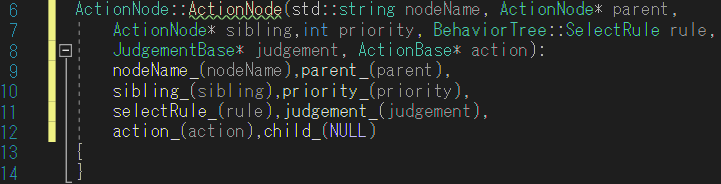 6 ActionNode::ActionNode(std::string nodeName, ActionNode* parent,
7 ActionNode* sibling,int priority, BehaviorTree::SelectRule rule,
8 JudgementBase* judgement, ActionBase* action):
9 nodeName_(nodeName),parent_(parent),
10 sibling_(sibling),priority_(priority),
11 selectRule_(rule),judgement_(judgement),
12 action_(action),child_(NULL)
13 {
14 }